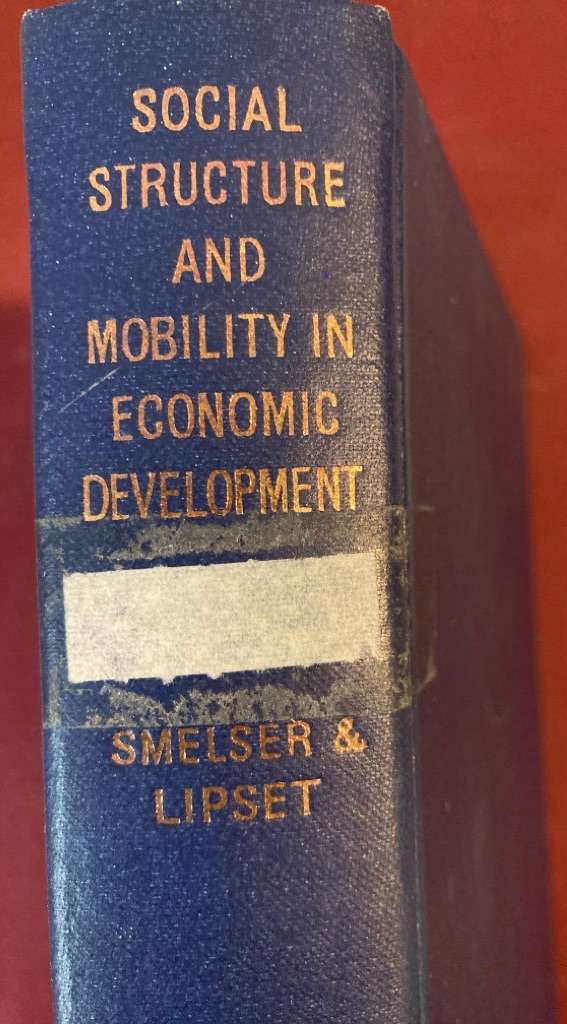 SOCIAL
STRUCTURE
AND
MOBILITY IN
ECONOMIC
DEVELOPMENT
SMELSER &
LIPSET